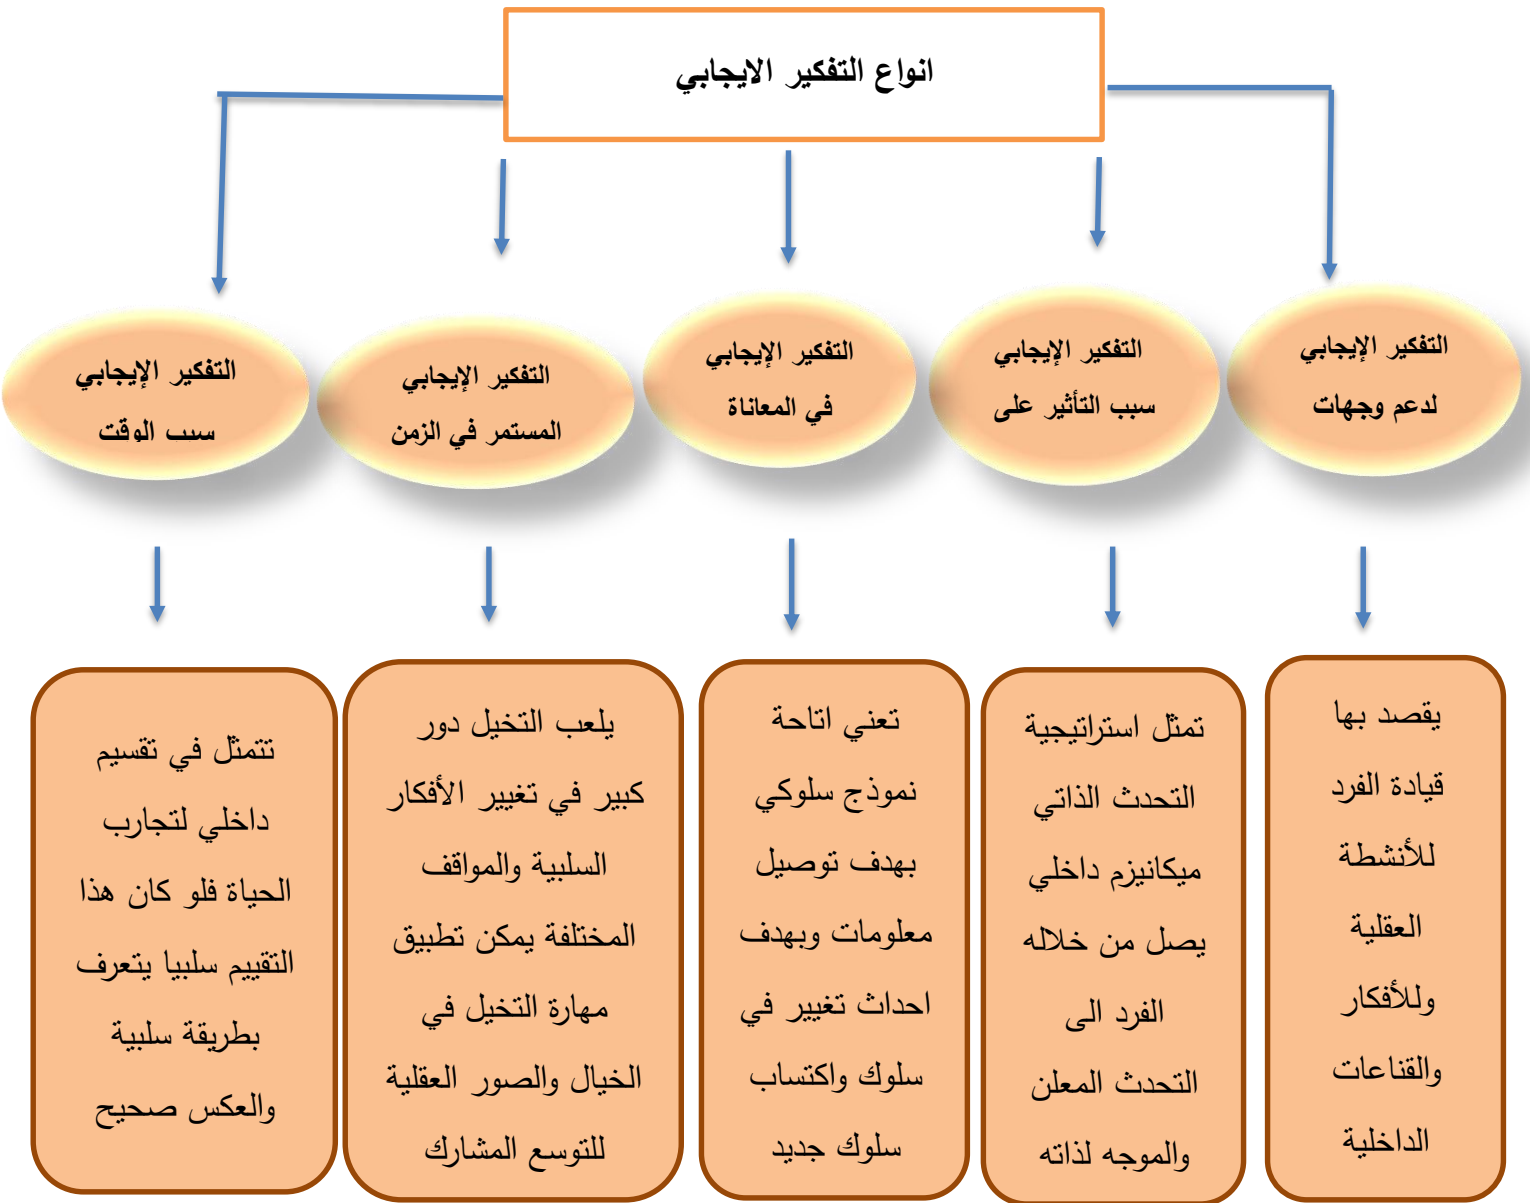 انواع التفكير الايجابي
التفكير الإيجابي
لدعم وجهات
التفكير الإيجابي
سبب التأثير على
التفكير الإيجابي
في المعاناة
التفكير الإيجابي
المستمر في الزمن
التفكير الإيجابي
سبب الوقت
يقصد بها
قيادة الفرد
للأنشطة
العقلية
وللأفكار
والقناعات
الداخلية
تمثل استراتيجية
التحدث الذاتي
ميكانيزم داخلي
يصل من خلاله
الفرد الى
التحدث المعلن
والموجه لذاته
تعني اتاحة
نموذج سلوكي
بهدف توصيل
معلومات وبهدف
احداث تغيير في
سلوك واكتساب
سلوك جديد
يلعب التخيل دور
كبير في تغيير الأفكار
السلبية والمواقف
المختلفة يمكن تطبيق
مهارة التخيل في
الخيال والصور العقلية
للتوسع المشارك
تتمثل في تقسيم
داخلي لتجارب
الحياة فلو كان هذا
التقييم سلبيا يتعرف
بطريقة سلبية
والعكس صحيح